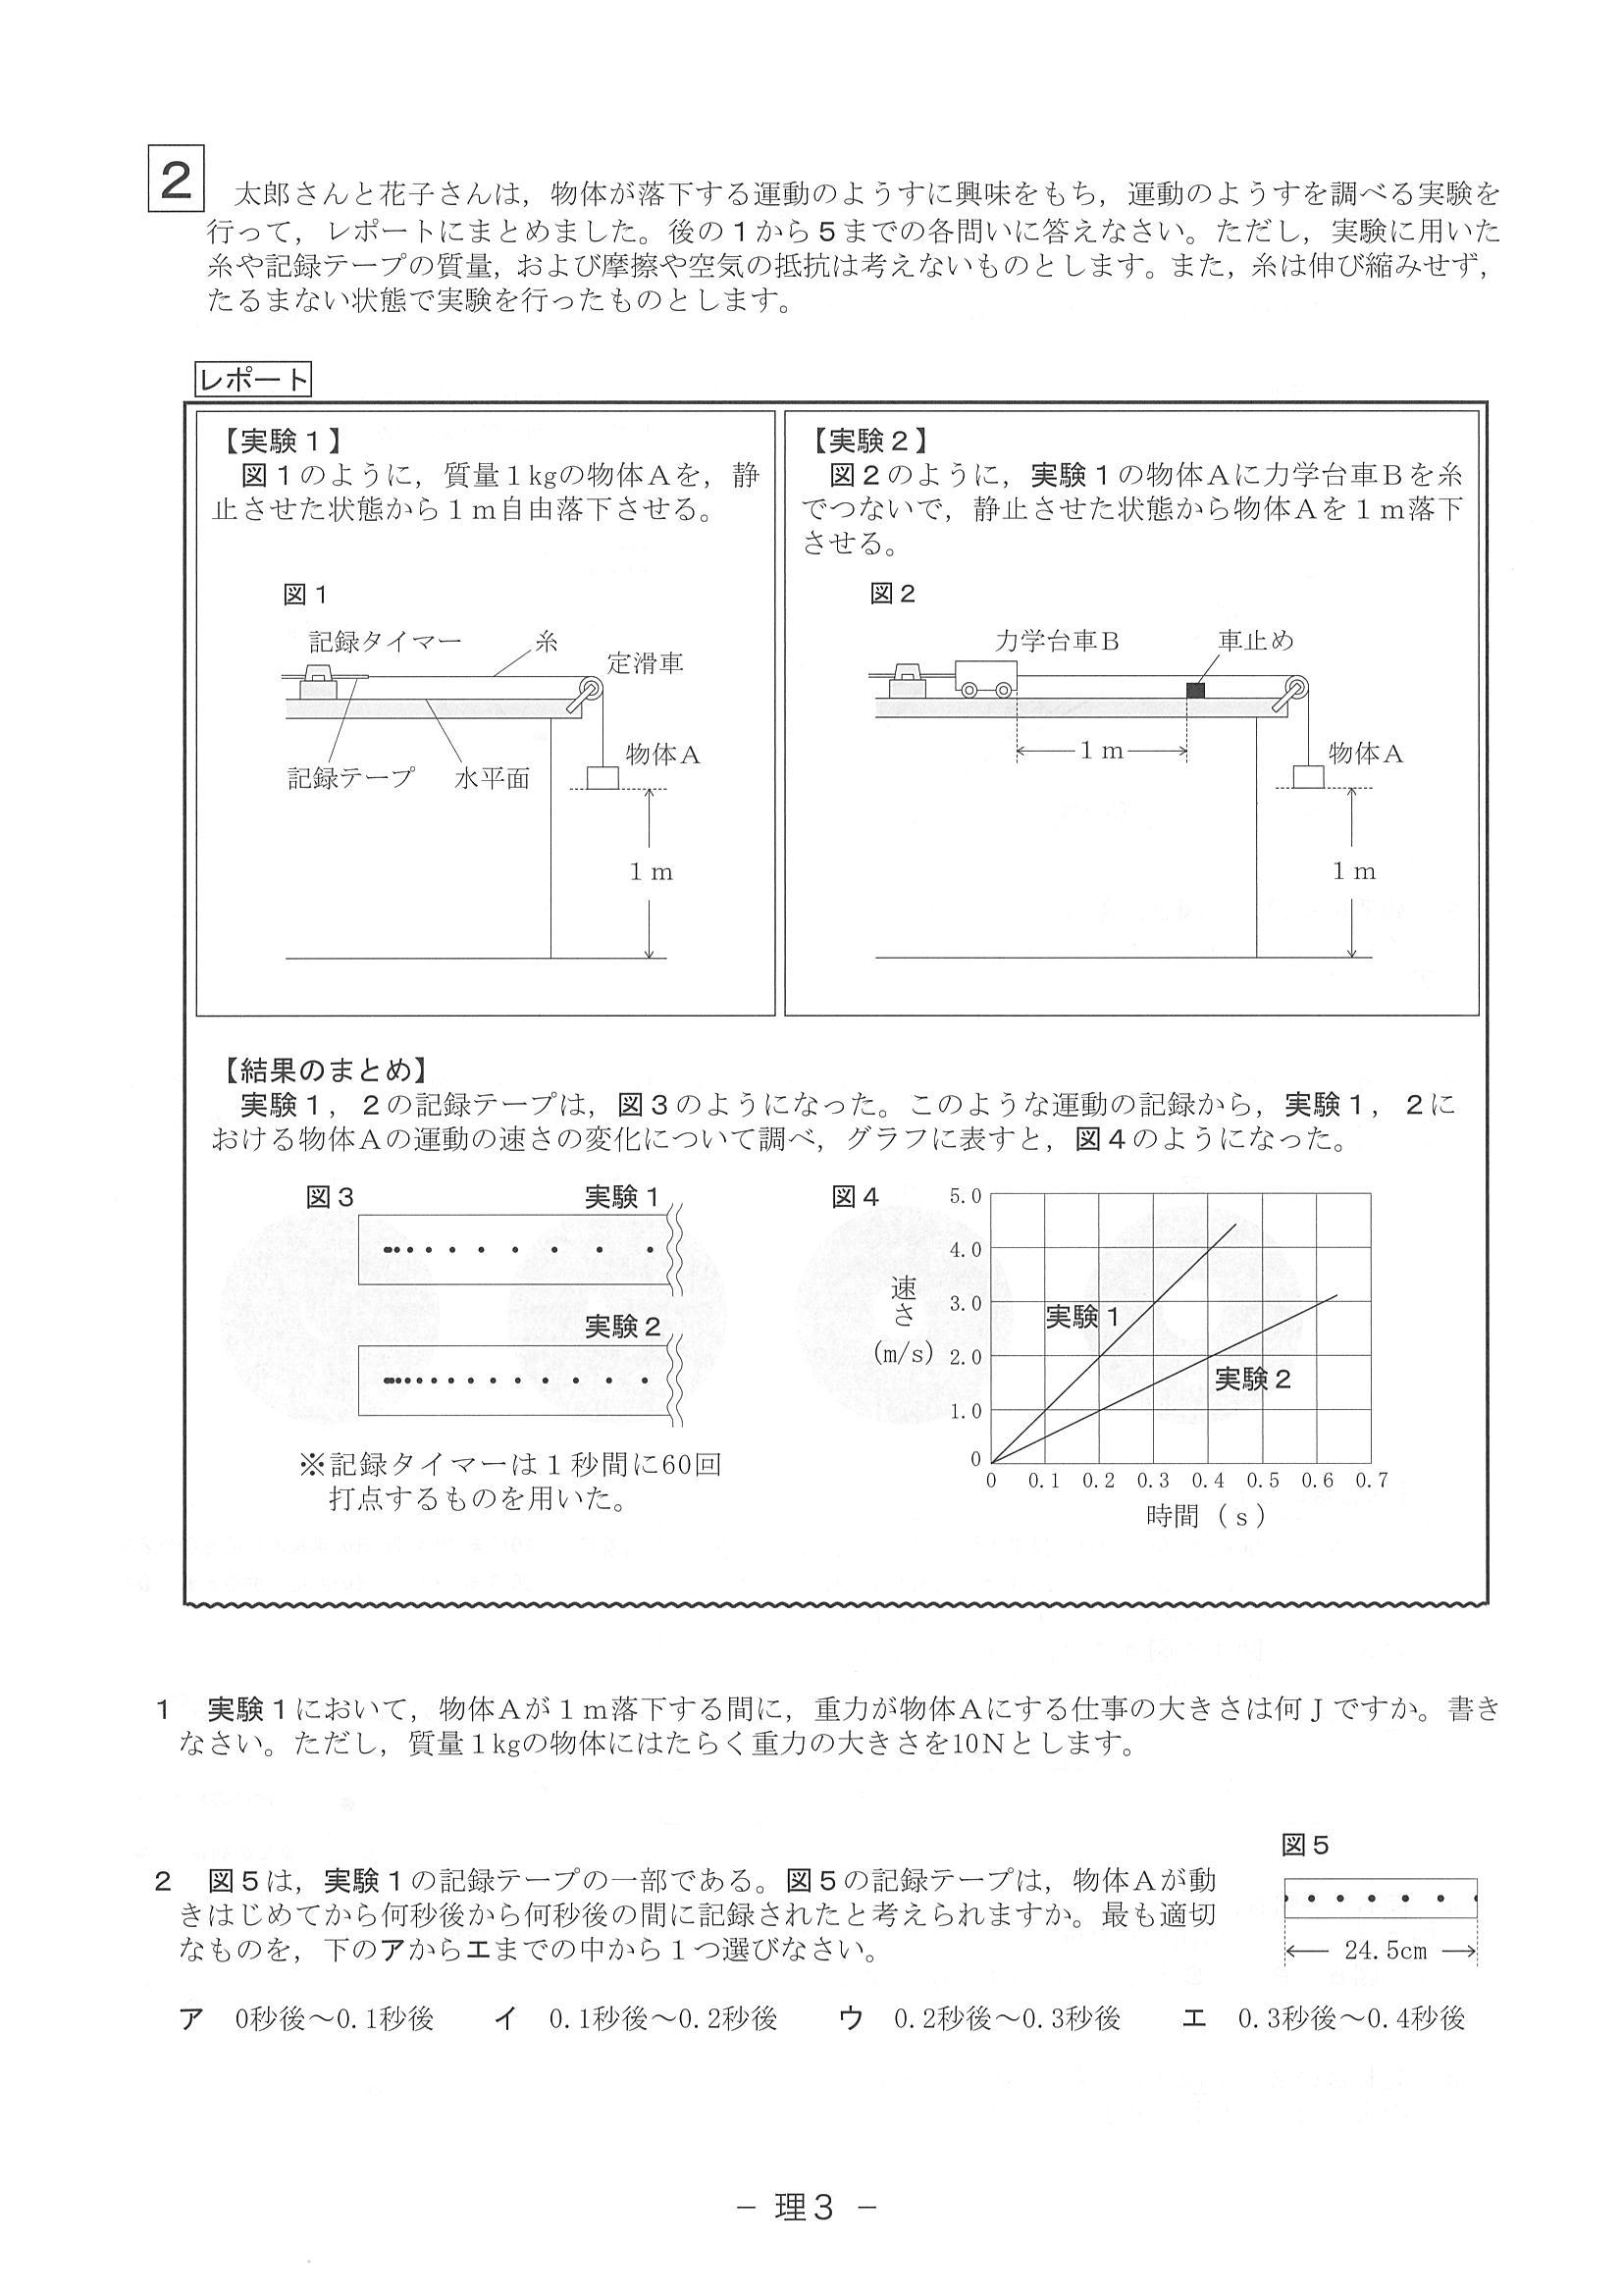 2
太郎さんと花子さんは，物体が落下する運動のようすに興味をもち，運動のようすを調べる実験を
行って，レポートにまとめました。後の1から5までの各問いに答えなさい。ただし，実験に用いた
糸や記録テープの質量，および摩擦や空気の抵抗は考えないものとします。また，糸は伸び縮みせず，
たるまない状態で実験を行ったものとします。
レポート
【実験1】
図1のように，質量1kgの物体Aを，静
止させた状態から1m自由落下させる。
図1
記録タイマー
糸
定滑車
物体A
記録テープ
水平面
1m
【実験2】
図2のように，実験1の物体Aに力学台車Bを糸
でつないで，静止させた状態から物体Aを1m落下
させる。
図2
力学台車B
車止め
1m
物体A
1m
【結果のまとめ】
実験1，2の記録テープは，図3のようになった。このような運動の記録から，実験1，2に
おける物体Aの運動の速さの変化について調べ，グラフに表すと，図4のようになった。
図3
実験1
実験2
※記録タイマーは1秒間に60回
打点するものを用いた。
図4
速さ
(m/s)
5.0
4.0
3.0
2.0
1.0
0
実験1
実験2
0 0.1 0.2 0.3 0.4 0.5 0.6 0.7
時間（s）
1 実験1において，物体Aが1m落下する間に，重力が物体Aにする仕事の大きさは何Jですか。書き
なさい。ただし，質量1kgの物体にはたらく重力の大きさを10Nとします。
図5
24.5cm
2 図5は，実験1の記録テープの一部である。図5の記録テープは，物体Aが動
きはじめてから何秒後から何秒後の間に記録されたと考えられますか。最も適切
なものを，下のアからエまでの中から1つ選びなさい。
ア 0秒後～0.1秒後 イ 0.1秒後～0.2秒後 ウ 0.2秒後～0.3秒後 エ 0.3秒後～0.4秒後
－ 理3 －